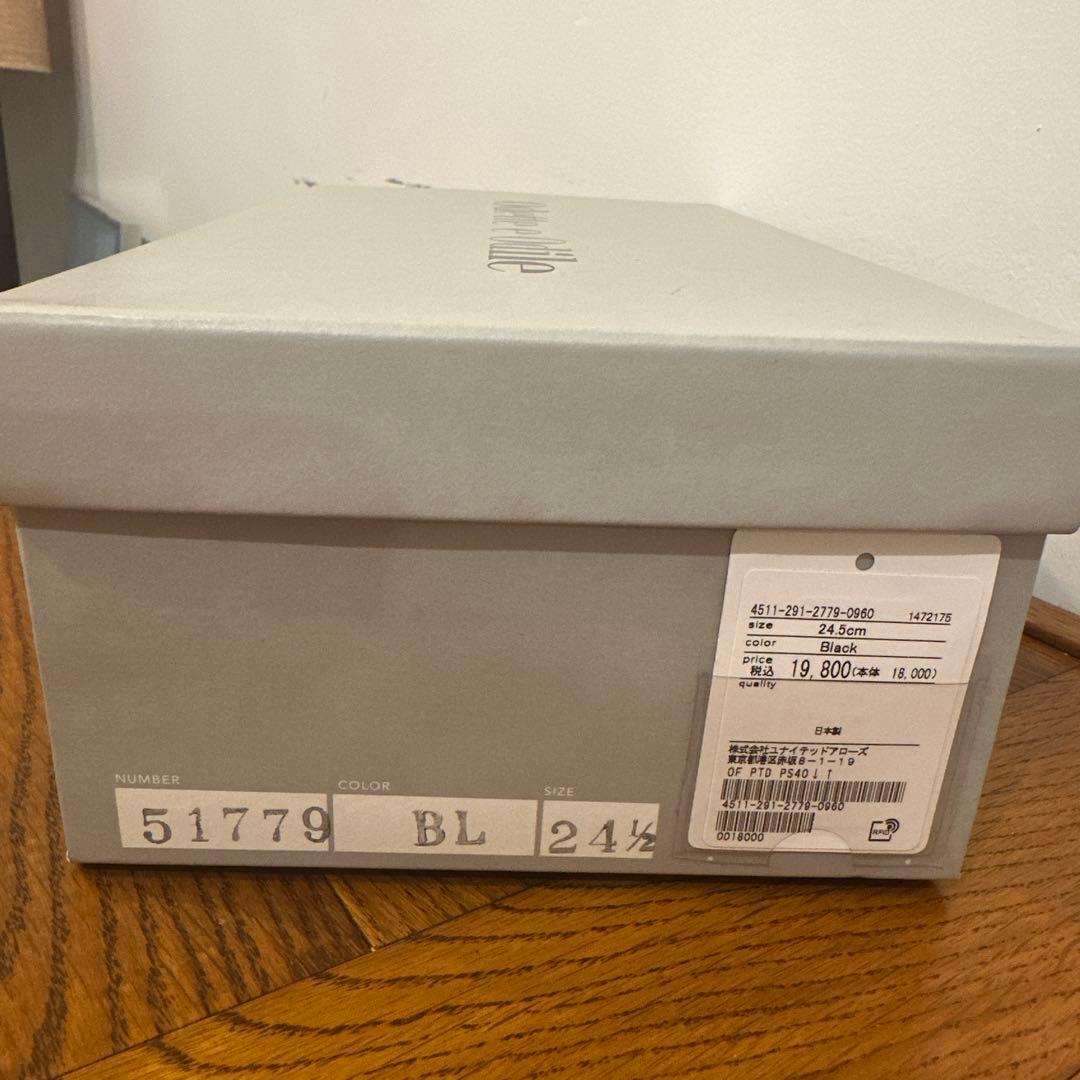 Odette e Odile
4511-291-2779-0960 1472175
size 24.5cm
color Black
price
税込 19,800(本体 18,000)
quality
日本製
株式会社ユナイテッドアローズ
東京都港区赤坂8-1-19
OF PTD PS40↓↑
4511-291-2779-0960
0018000
RFID
NUMBER COLOR SIZE
51779 BL 24½